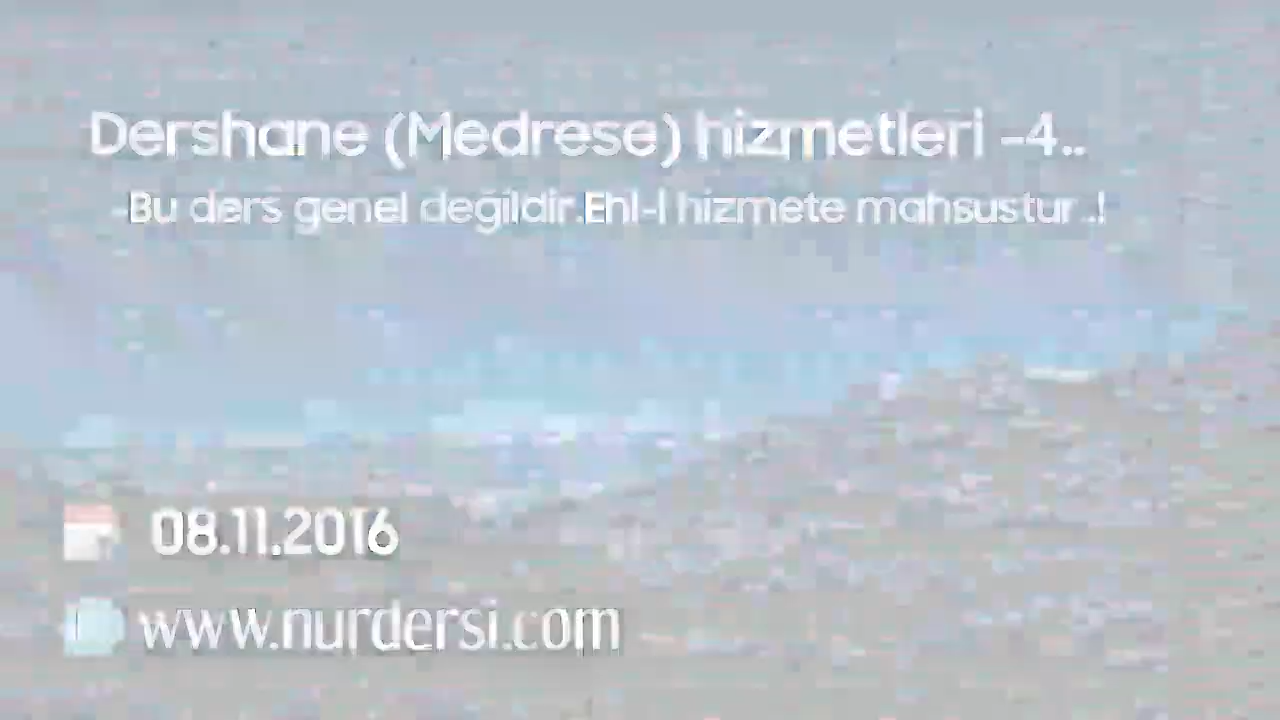 Dershane (Medrese) hizmetleri -4..
-Bu ders genel değildir.Ehl-İ hizmete mahsustur..!
08.11.2016
www.nurdersi.com